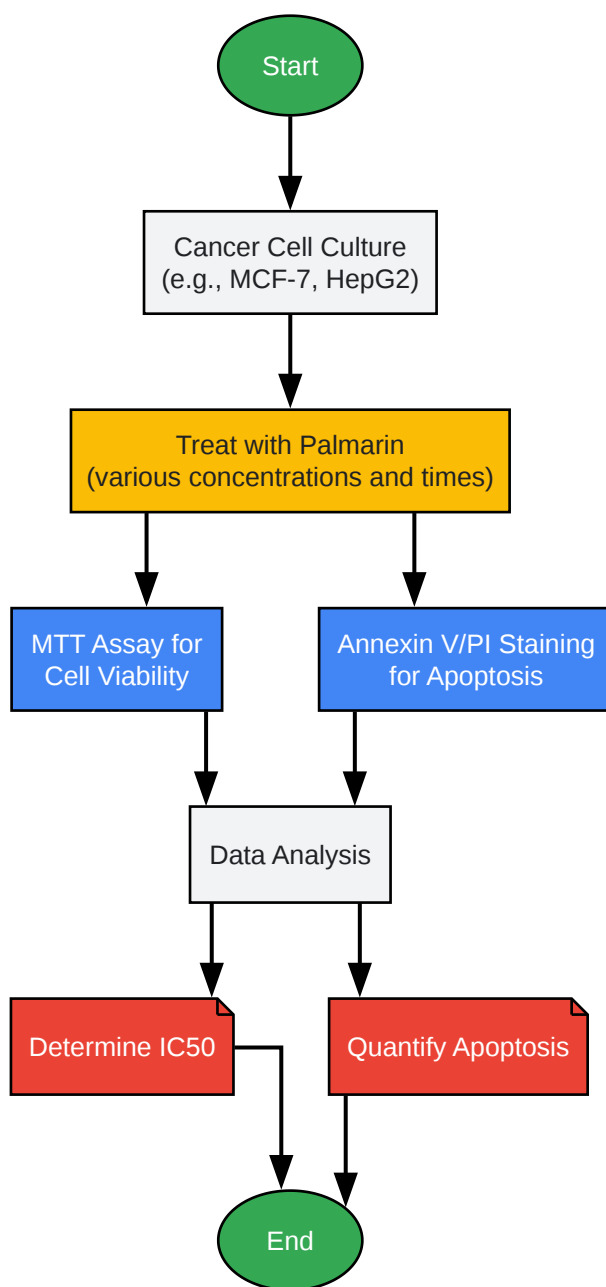 Start
Cancer Cell Culture
(e.g., MCF-7, HepG2)
Treat with Palmarin
(various concentrations and times)
MTT Assay for
Cell Viability
Annexin V/PI Staining
for Apoptosis
Data Analysis
Determine IC50
Quantify Apoptosis
End